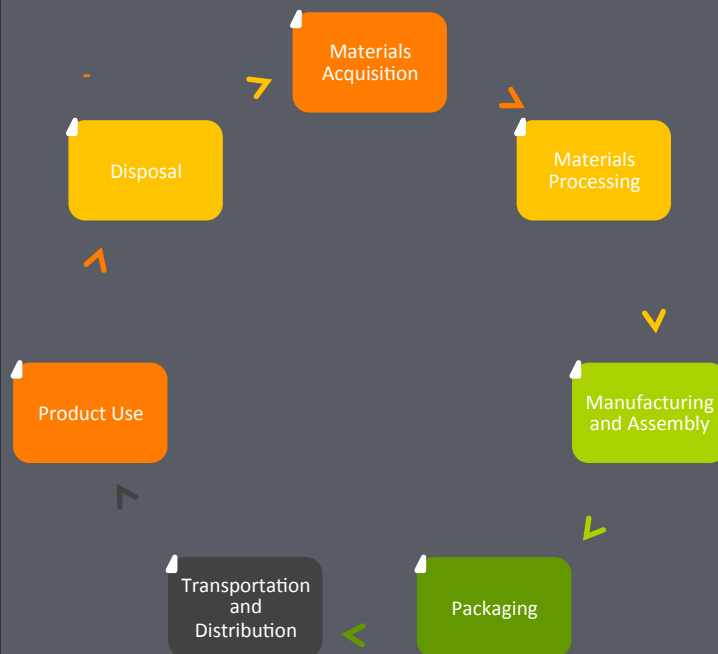 Materials
Acquisition
Materials
Processing
Manufacturing
and Assembly
Packaging
Transportation
and
Distribution
Product Use
Disposal